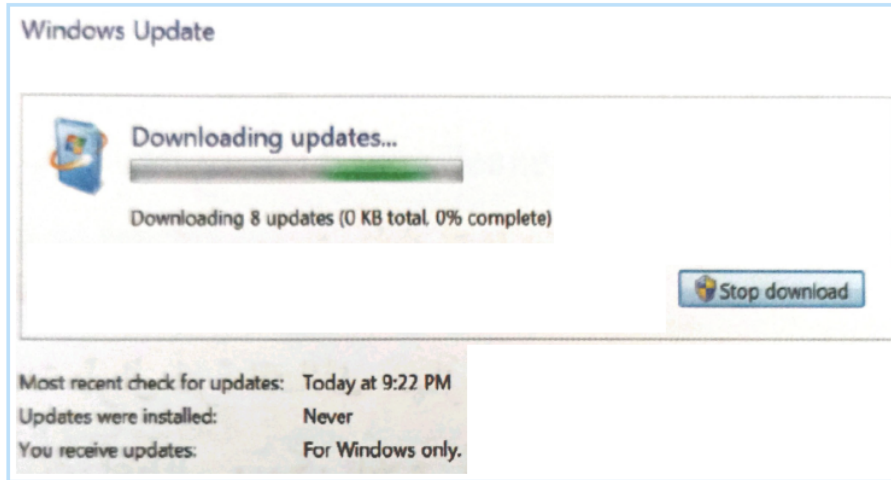 Windows Update
Downloading updates...
Downloading 8 updates (0 KB total, 0% complete)
Stop download
Most recent check for updates: Today at 9:22 PM
Updates were installed: Never
You receive updates: For Windows only.